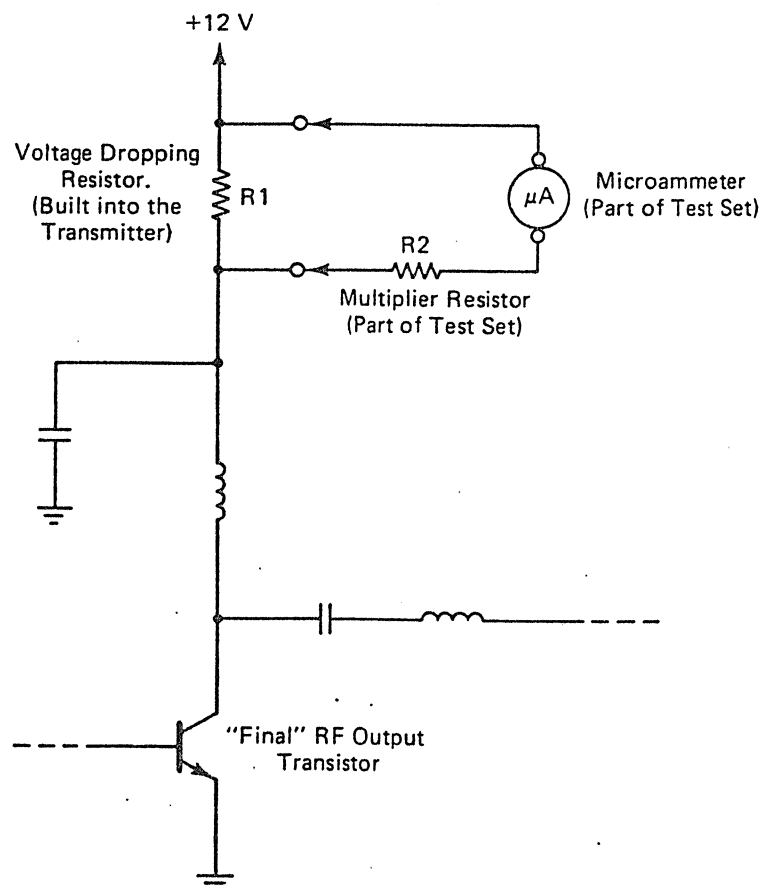 +12 V
Voltage Dropping
Resistor.
(Built into the
Transmitter)
R1
μA
Microammeter
(Part of Test Set)
R2
Multiplier Resistor
(Part of Test Set)
"Final" RF Output
Transistor